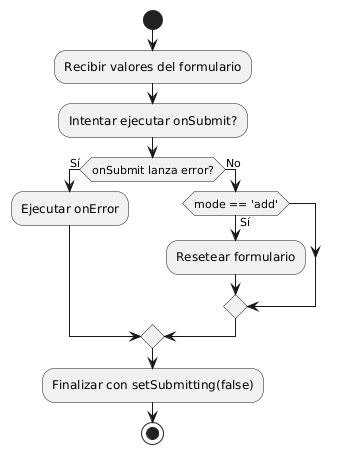 Recibir valores del formulario
Intentar ejecutar onSubmit?
onSubmit lanza error?
Sí
No
Ejecutar onError
mode == 'add'
Sí
Resetear formulario
Finalizar con setSubmitting(false)